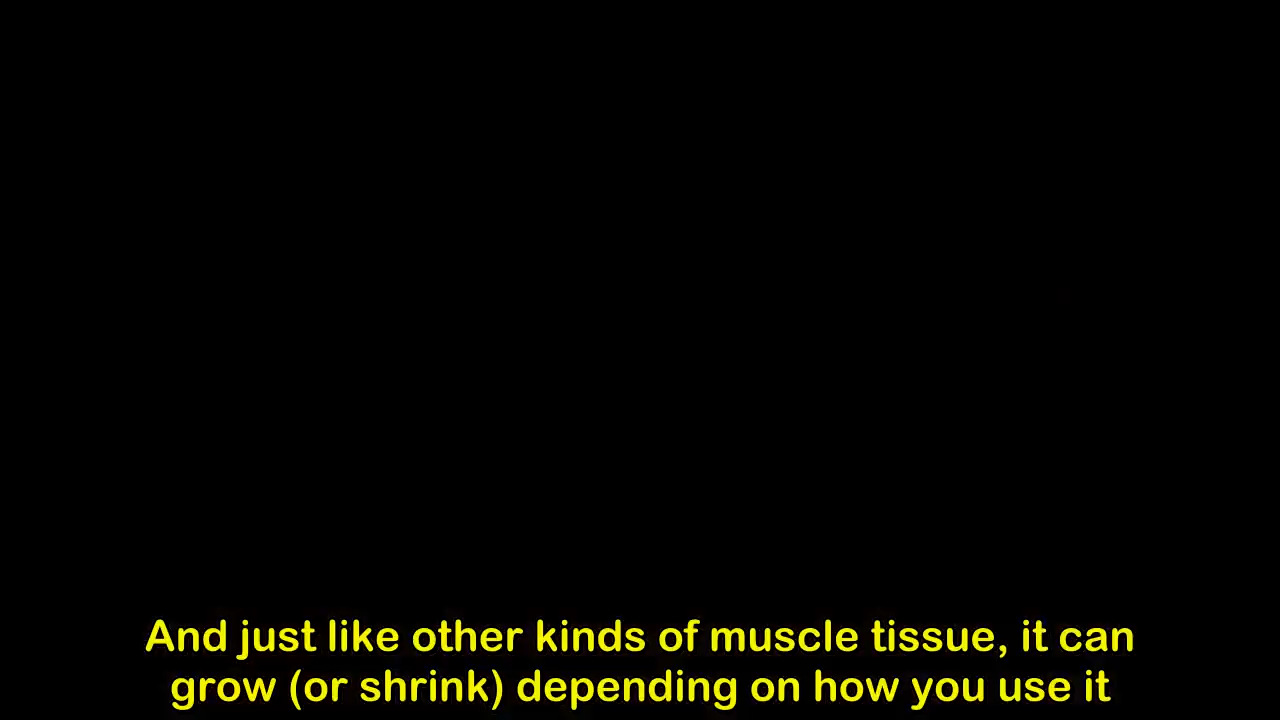 And just like other kinds of muscle tissue, it can
grow (or shrink) depending on how you use it